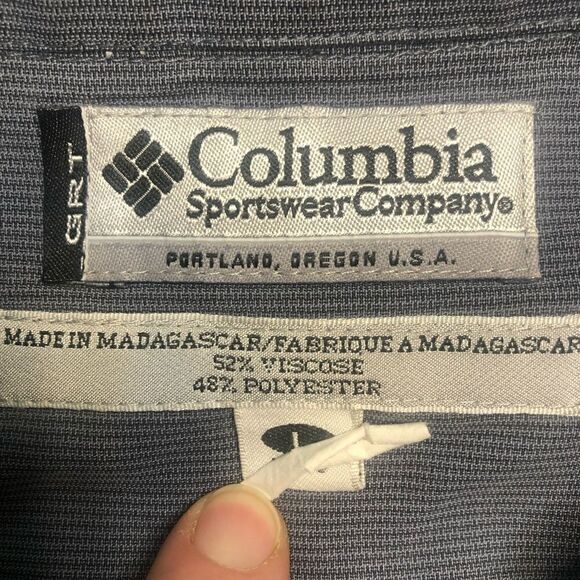 GRT
Columbia
Sportswear Company®
PORTLAND, OREGON U.S.A.
MADE IN MADAGASCAR/FABRIQUE A MADAGASCAR
52% VISCOSE
48% POLYESTER